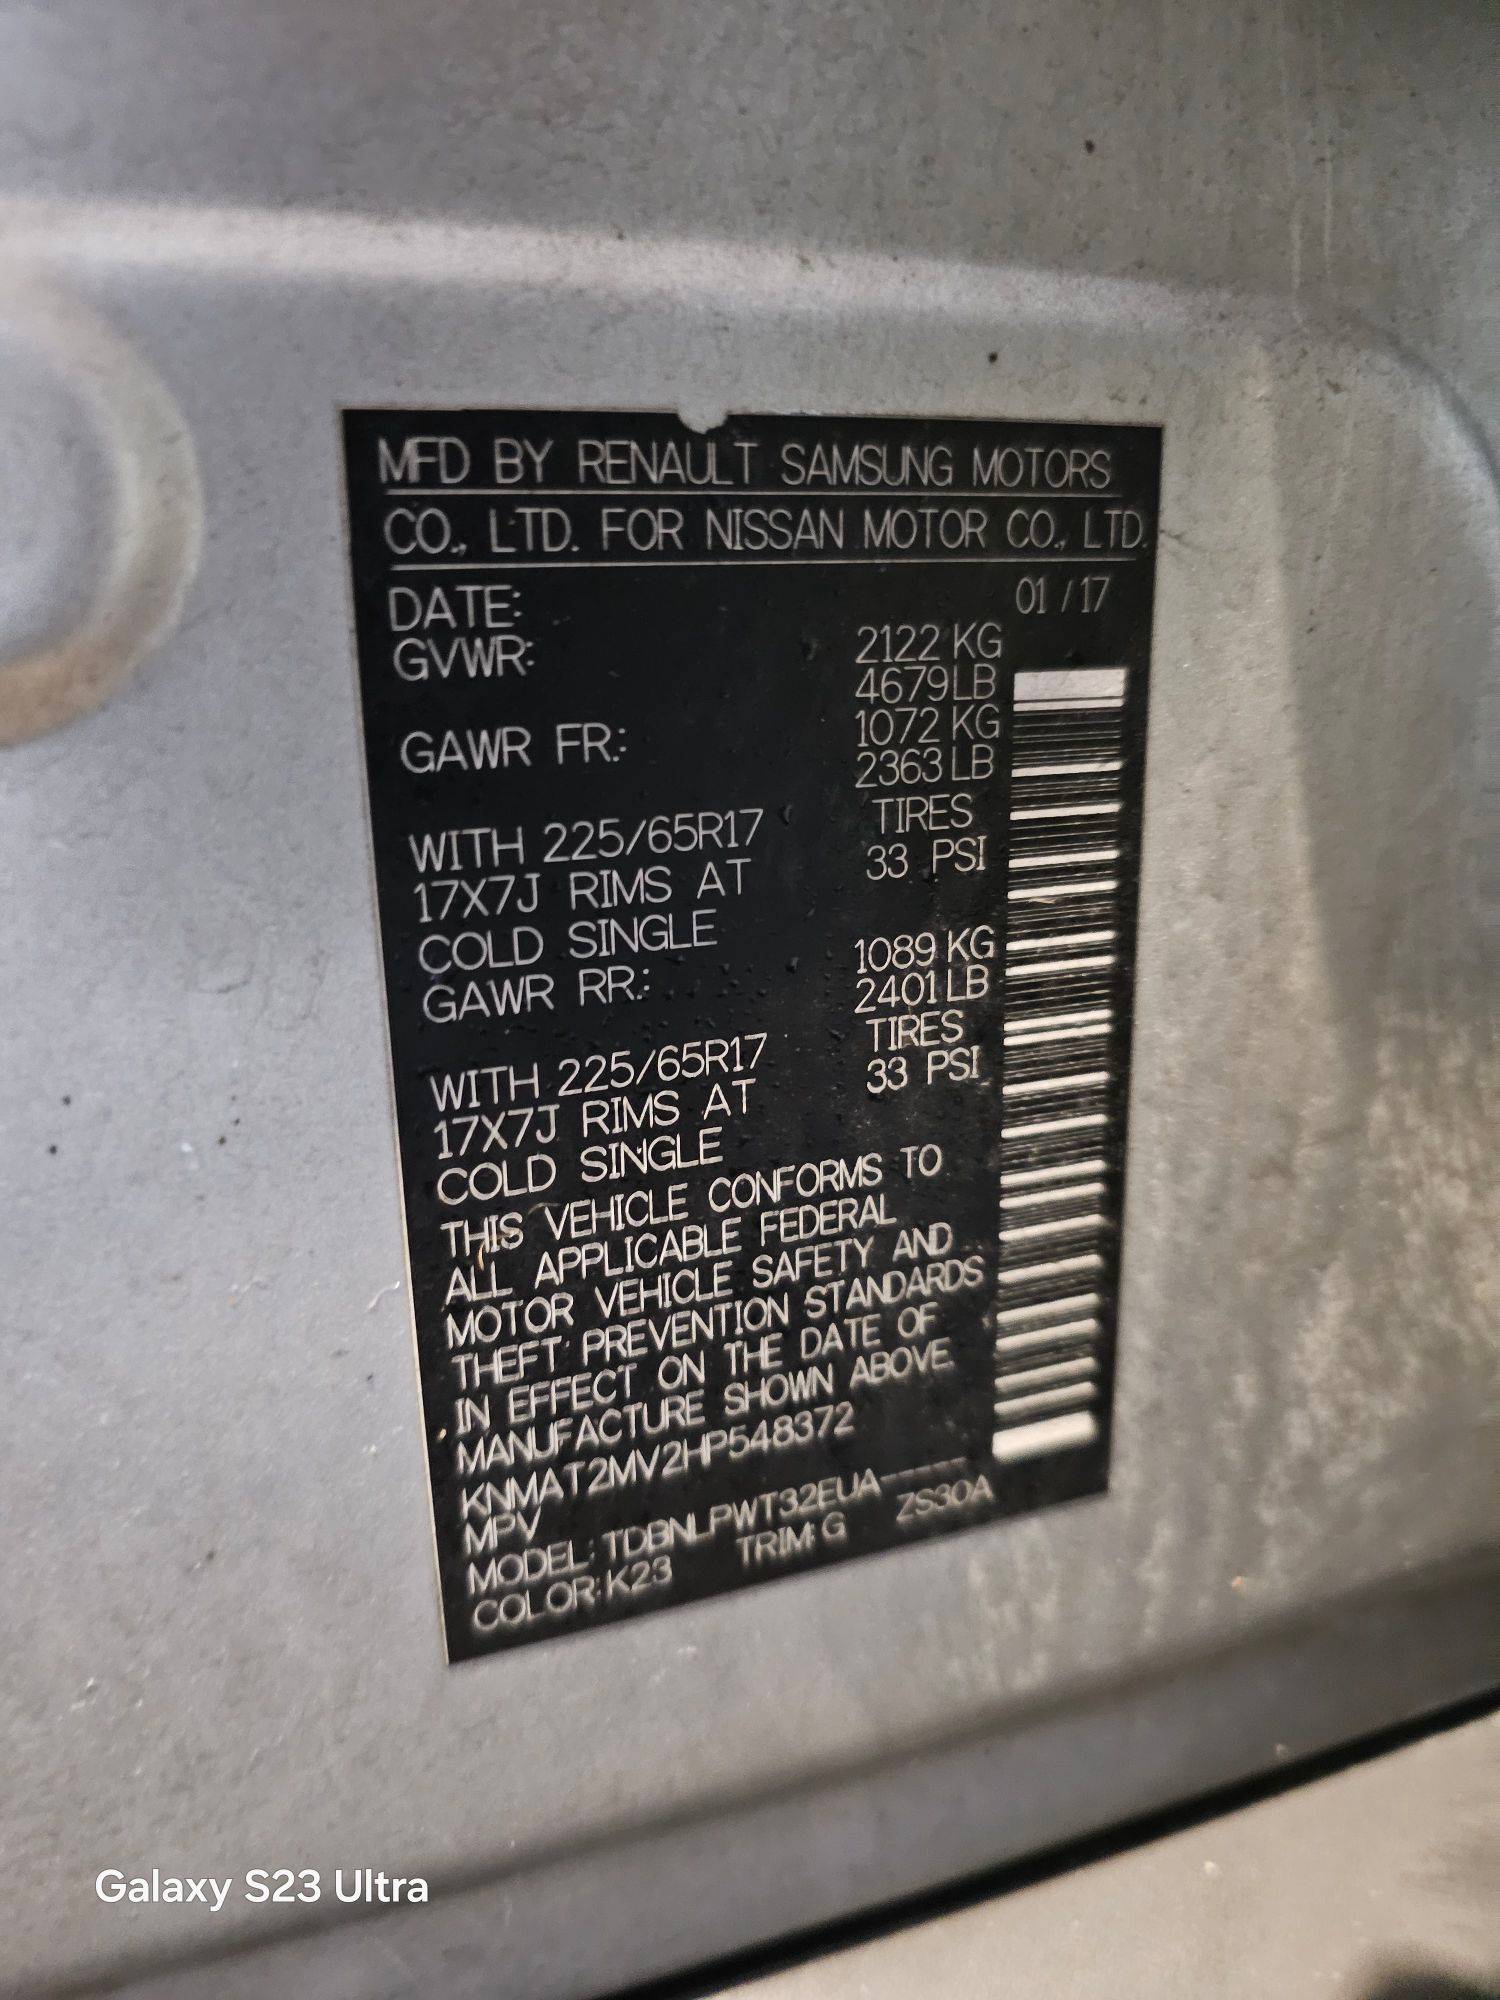 MFD BY RENAULT SAMSUNG MOTORS
CO., LTD. FOR NISSAN MOTOR CO., LTD.
DATE: 01 / 17
GVWR: 2122 KG
4679 LB
GAWR FR.: 1072 KG
2363 LB
WITH 225/65R17 TIRES
17X7J RIMS AT 33 PSI
COLD SINGLE
GAWR RR.: 1089 KG
2401 LB
WITH 225/65R17 TIRES
17X7J RIMS AT 33 PSI
COLD SINGLE
THIS VEHICLE CONFORMS TO
ALL APPLICABLE FEDERAL
MOTOR VEHICLE SAFETY AND
THEFT PREVENTION STANDARDS
IN EFFECT ON THE DATE OF
MANUFACTURE SHOWN ABOVE.
KNMAT2MV2HP548372
MPV
MODEL: TDBNLPWT32EUA------
COLOR: K23 TRIM: G ZS30A
Galaxy S23 Ultra